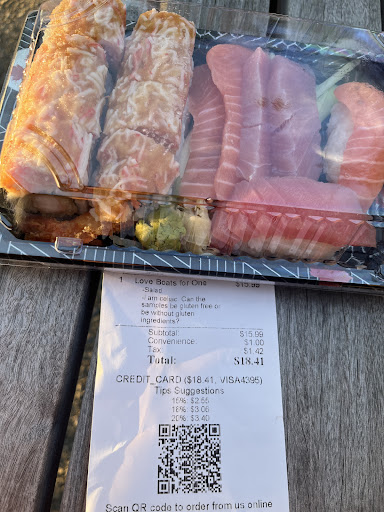 1 Love Boats for One $15.99
-Salad
-I am celiac. Can the
samples be gluten free or
be without gluten
ingredients?
Subtotal: $15.99
Convenience: $1.00
Tax: $1.42
Total: $18.41
CREDIT_CARD ($18.41, VISA4395)
Tips Suggestions
15%: $2.55
18%: $3.06
20%: $3.40
Scan QR code to order from us online